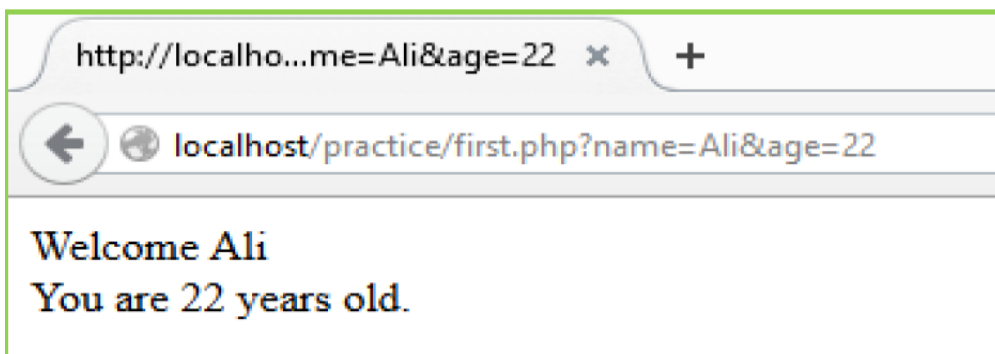 http://localho...me=Ali&age=22
localhost/practice/first.php?name=Ali&age=22
Welcome Ali
You are 22 years old.